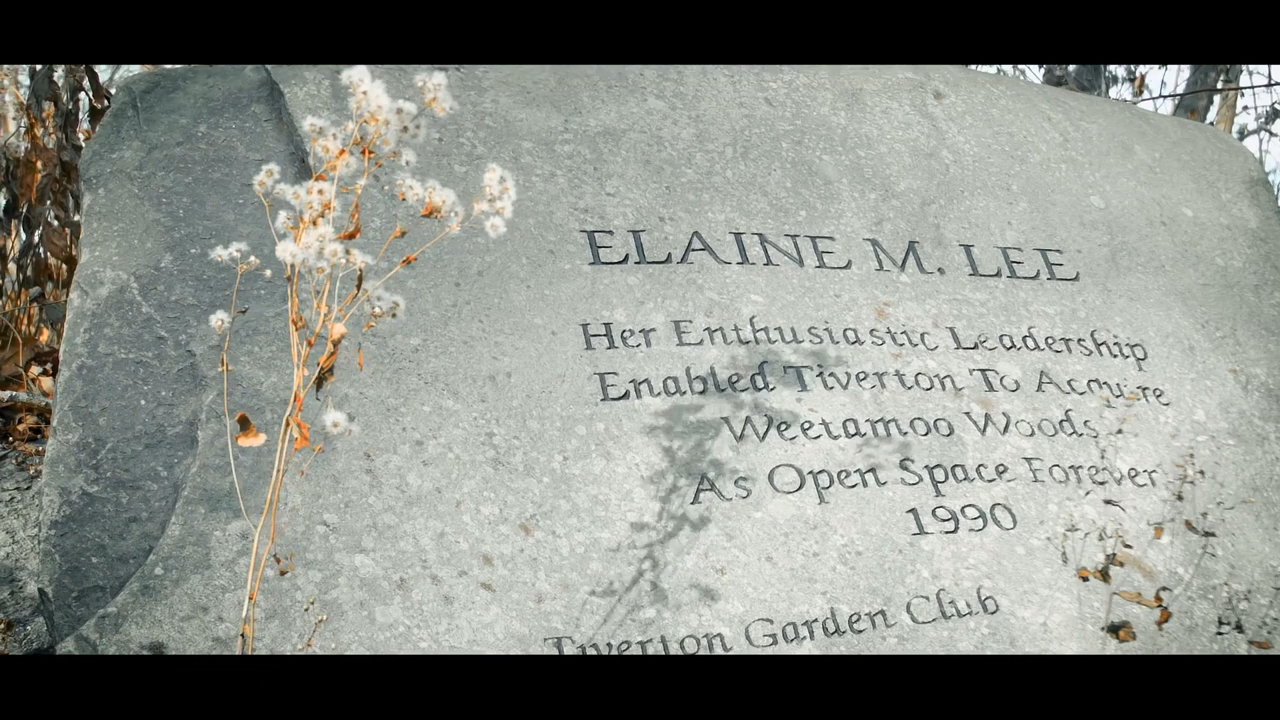 ELAINE M. LEE
Her Enthusiastic Leadership
Enabled Tiverton To Acquire
Weetamoo Woods
As Open Space Forever
1990
Tiverton Garden Club